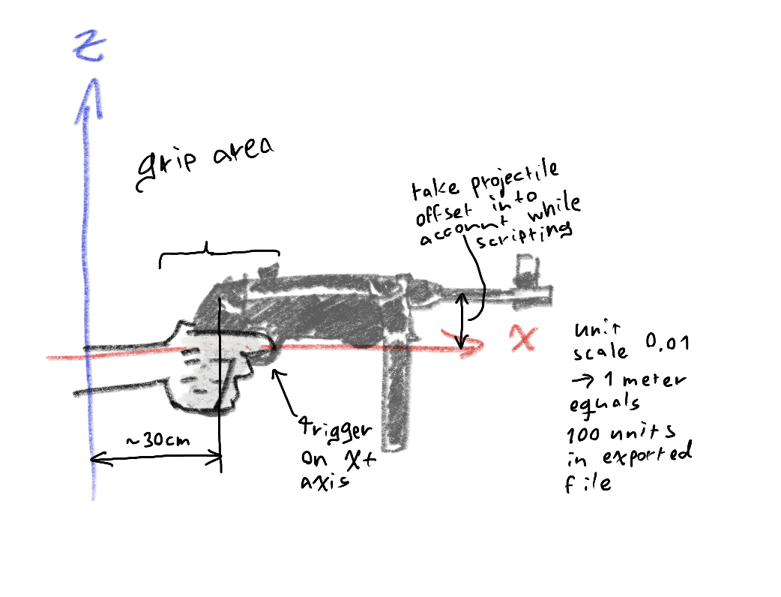 Z
grip area
take projectile
offset into
account while
scripting
X
unit
scale 0,01
→ 1 meter
equals
100 units
in exported
file
~30cm
trigger
on X+
axis